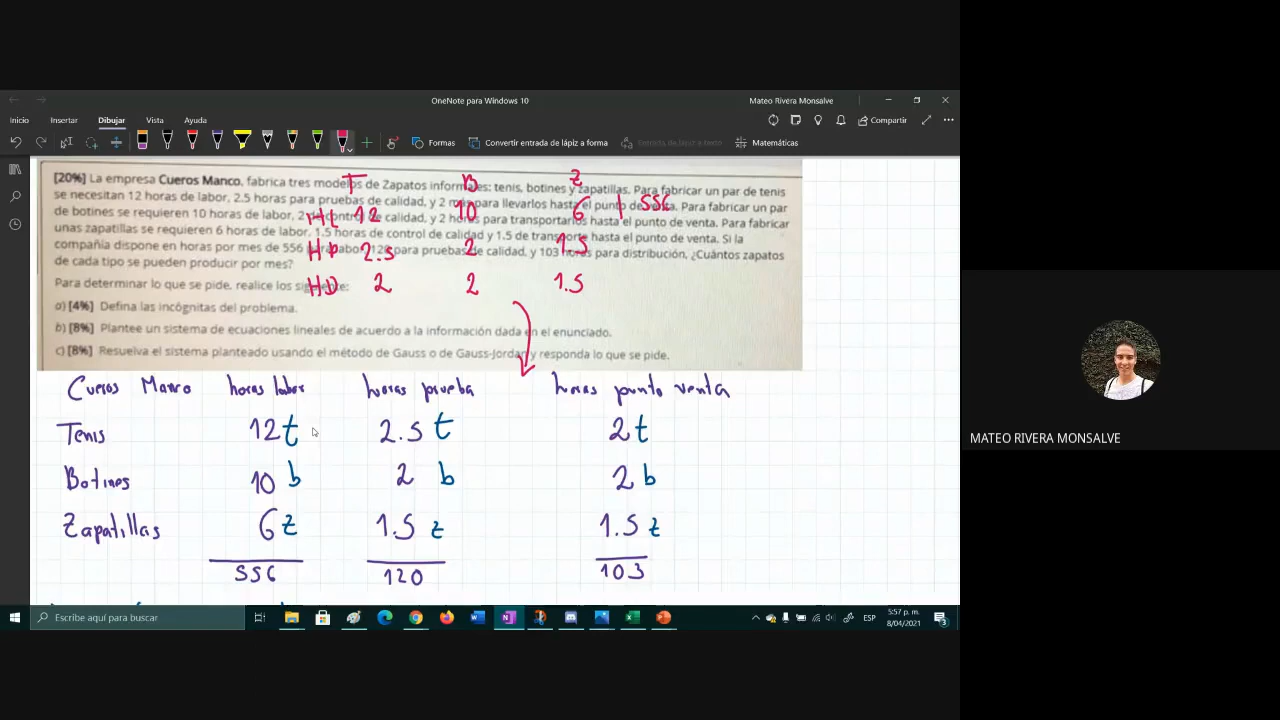 OneNote para Windows 10
Mateo Rivera Monsalve
Inicio Insertar Dibujar Vista Ayuda
Compartir
Formas Convertir entrada de lápiz a forma Matemáticas
[20%] La empresa Cueros Manco, fabrica tres modelos de Zapatos informales: tenis, botines y zapatillas. Para fabricar un par de tenis
se necesitan 12 horas de labor, 2.5 horas para pruebas de calidad, y 2 para llevarlos hasta el punto de venta. Para fabricar un par
de botines se requieren 10 horas de labor, 2 control de calidad, y 2 horas para transportarlos hasta el punto de venta. Para fabricar
unas zapatillas se requieren 6 horas de labor, 1.5 horas de control de calidad y 1.5 de transporte hasta el punto de venta. Si la
compañía dispone en horas por mes de 556 para pruebas de calidad, y 103 horas para distribución, ¿Cuántos zapatos
de cada tipo se pueden producir por mes?
Para determinar lo que se pide, realice los siguiente:
a) [4%] Defina las incógnitas del problema.
b) [8%] Plantee un sistema de ecuaciones lineales de acuerdo a la información dada en el enunciado.
c) [8%] Resuelva el sistema planteado usando el método de Gauss o de Gauss-Jordan y responda lo que se pide.
T B Z
HL 12 10 6 | 556
HP 2.5 2 1.5
HD 2 2 1.5
Cueros Manco horas labor horas prueba horas punto venta
Tenis 12t 2.5 t 2t
Botines 10 b 2 b 2 b
Zapatillas 6z 1.5 z 1.5 z
556 120 103
MATEO RIVERA MONSALVE
Escribe aquí para buscar
ESP
5:57 p. m.
8/04/2021